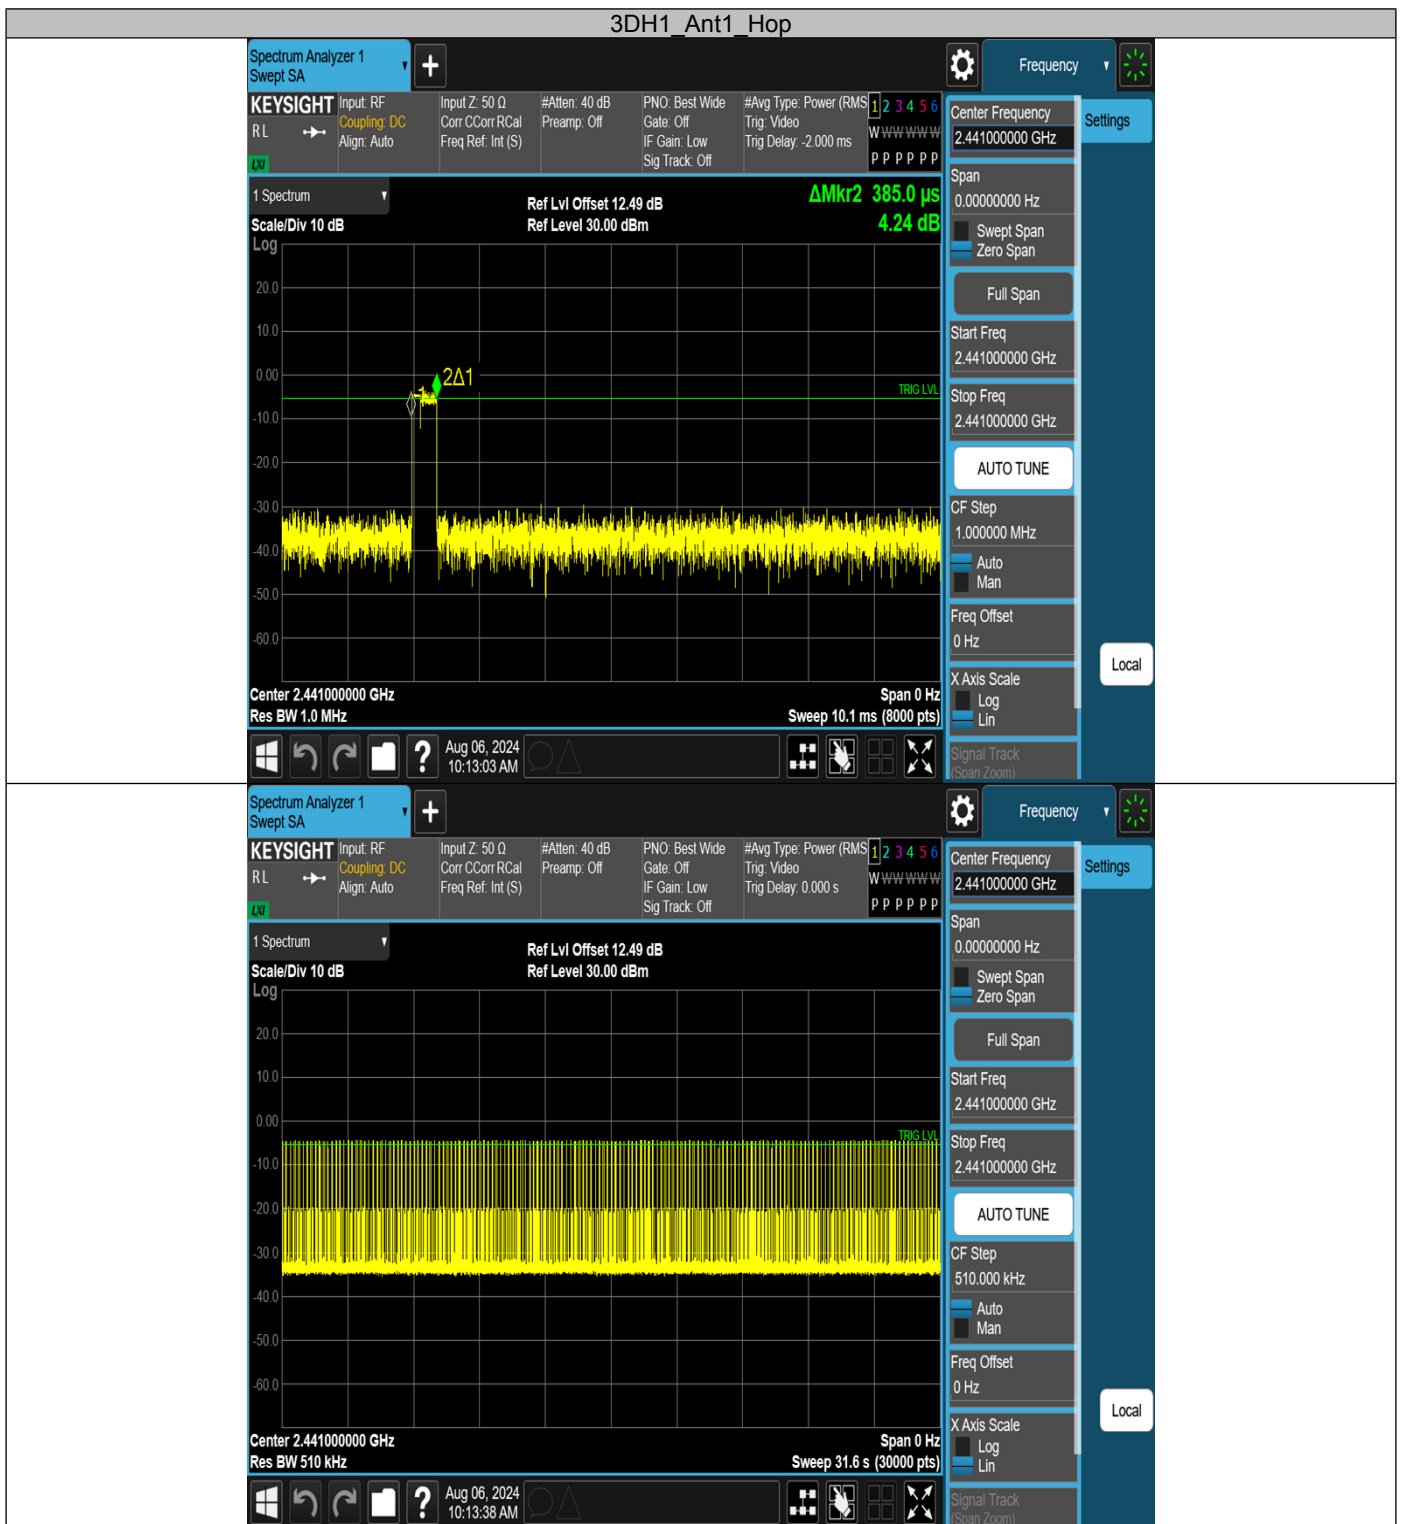 3DH1_Ant1_Hop
Spectrum Analyzer 1
Swept SA
Frequency
KEYSIGHT
R L
LXI
Input: RF
Coupling: DC
Align: Auto
Input Z: 50 Ω
Corr CCorr RCal
Freq Ref: Int (S)
#Atten: 40 dB
Preamp: Off
PNO: Best Wide
Gate: Off
IF Gain: Low
Sig Track: Off
#Avg Type: Power (RMS
Trig: Video
Trig Delay: -2.000 ms
1 2 3 4 5 6
W W W W W W
P P P P P P
Center Frequency
2.441000000 GHz
Settings
1 Spectrum
Scale/Div 10 dB
Ref Lvl Offset 12.49 dB
Ref Level 30.00 dBm
ΔMkr2 385.0 µs
4.24 dB
Log
20.0
10.0
0.00
-10.0
-20.0
-30.0
-40.0
-50.0
-60.0
1
2Δ1
TRIG LVL
Center 2.441000000 GHz
Res BW 1.0 MHz
Span 0 Hz
Sweep 10.1 ms (8000 pts)
Span
0.00000000 Hz
Swept Span
Zero Span
Full Span
Start Freq
2.441000000 GHz
Stop Freq
2.441000000 GHz
AUTO TUNE
CF Step
1.000000 MHz
Auto
Man
Freq Offset
0 Hz
X Axis Scale
Log
Lin
Signal Track
(Span Zoom)
Local
?
Aug 06, 2024
10:13:03 AM
Spectrum Analyzer 1
Swept SA
Frequency
KEYSIGHT
R L
LXI
Input: RF
Coupling: DC
Align: Auto
Input Z: 50 Ω
Corr CCorr RCal
Freq Ref: Int (S)
#Atten: 40 dB
Preamp: Off
PNO: Best Wide
Gate: Off
IF Gain: Low
Sig Track: Off
#Avg Type: Power (RMS
Trig: Video
Trig Delay: 0.000 s
1 2 3 4 5 6
W W W W W W
P P P P P P
Center Frequency
2.441000000 GHz
Settings
1 Spectrum
Scale/Div 10 dB
Ref Lvl Offset 12.49 dB
Ref Level 30.00 dBm
Log
20.0
10.0
0.00
-10.0
-20.0
-30.0
-40.0
-50.0
-60.0
TRIG LVL
Center 2.441000000 GHz
Res BW 510 kHz
Span 0 Hz
Sweep 31.6 s (30000 pts)
Span
0.00000000 Hz
Swept Span
Zero Span
Full Span
Start Freq
2.441000000 GHz
Stop Freq
2.441000000 GHz
AUTO TUNE
CF Step
510.000 kHz
Auto
Man
Freq Offset
0 Hz
X Axis Scale
Log
Lin
Signal Track
(Span Zoom)
Local
?
Aug 06, 2024
10:13:38 AM